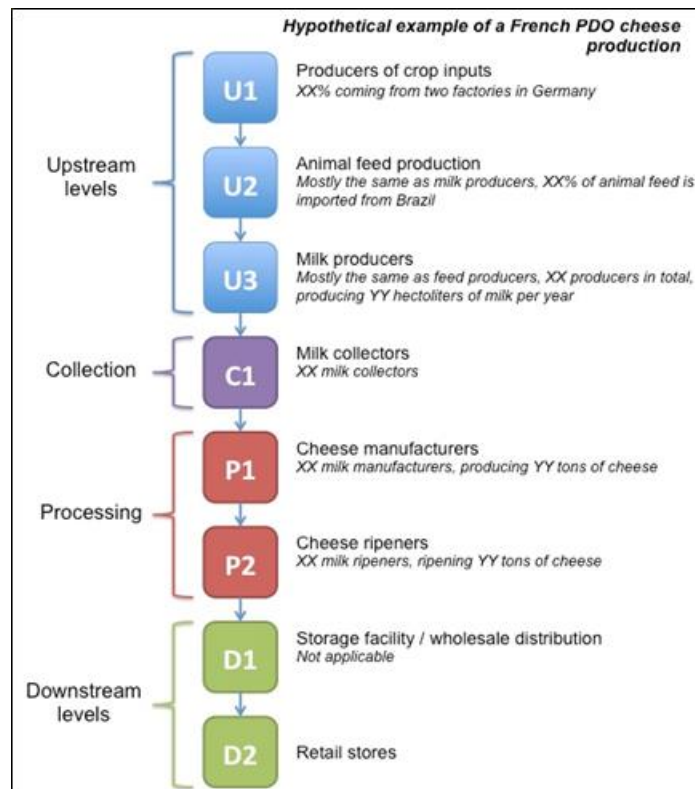 Hypothetical example of a French PDO cheese
production
U1
Producers of crop inputs
XX% coming from two factories in Germany
Upstream
levels
U2
Animal feed production
Mostly the same as milk producers, XX% of animal feed is
imported from Brazil
U3
Milk producers
Mostly the same as feed producers, XX producers in total,
producing YY hectoliters of milk per year
Collection
C1
Milk collectors
XX milk collectors
Processing
P1
Cheese manufacturers
XX milk manufacturers, producing YY tons of cheese
P2
Cheese ripeners
XX milk ripeners, ripening YY tons of cheese
Downstream
levels
D1
Storage facility / wholesale distribution
Not applicable
D2
Retail stores